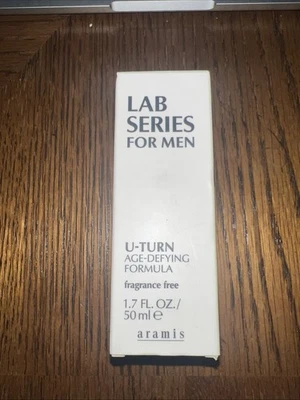 LAB
SERIES
FOR MEN
U-TURN
AGE-DEFYING
FORMULA
fragrance free
1.7 FL. OZ./
50 ml ℮
aramis